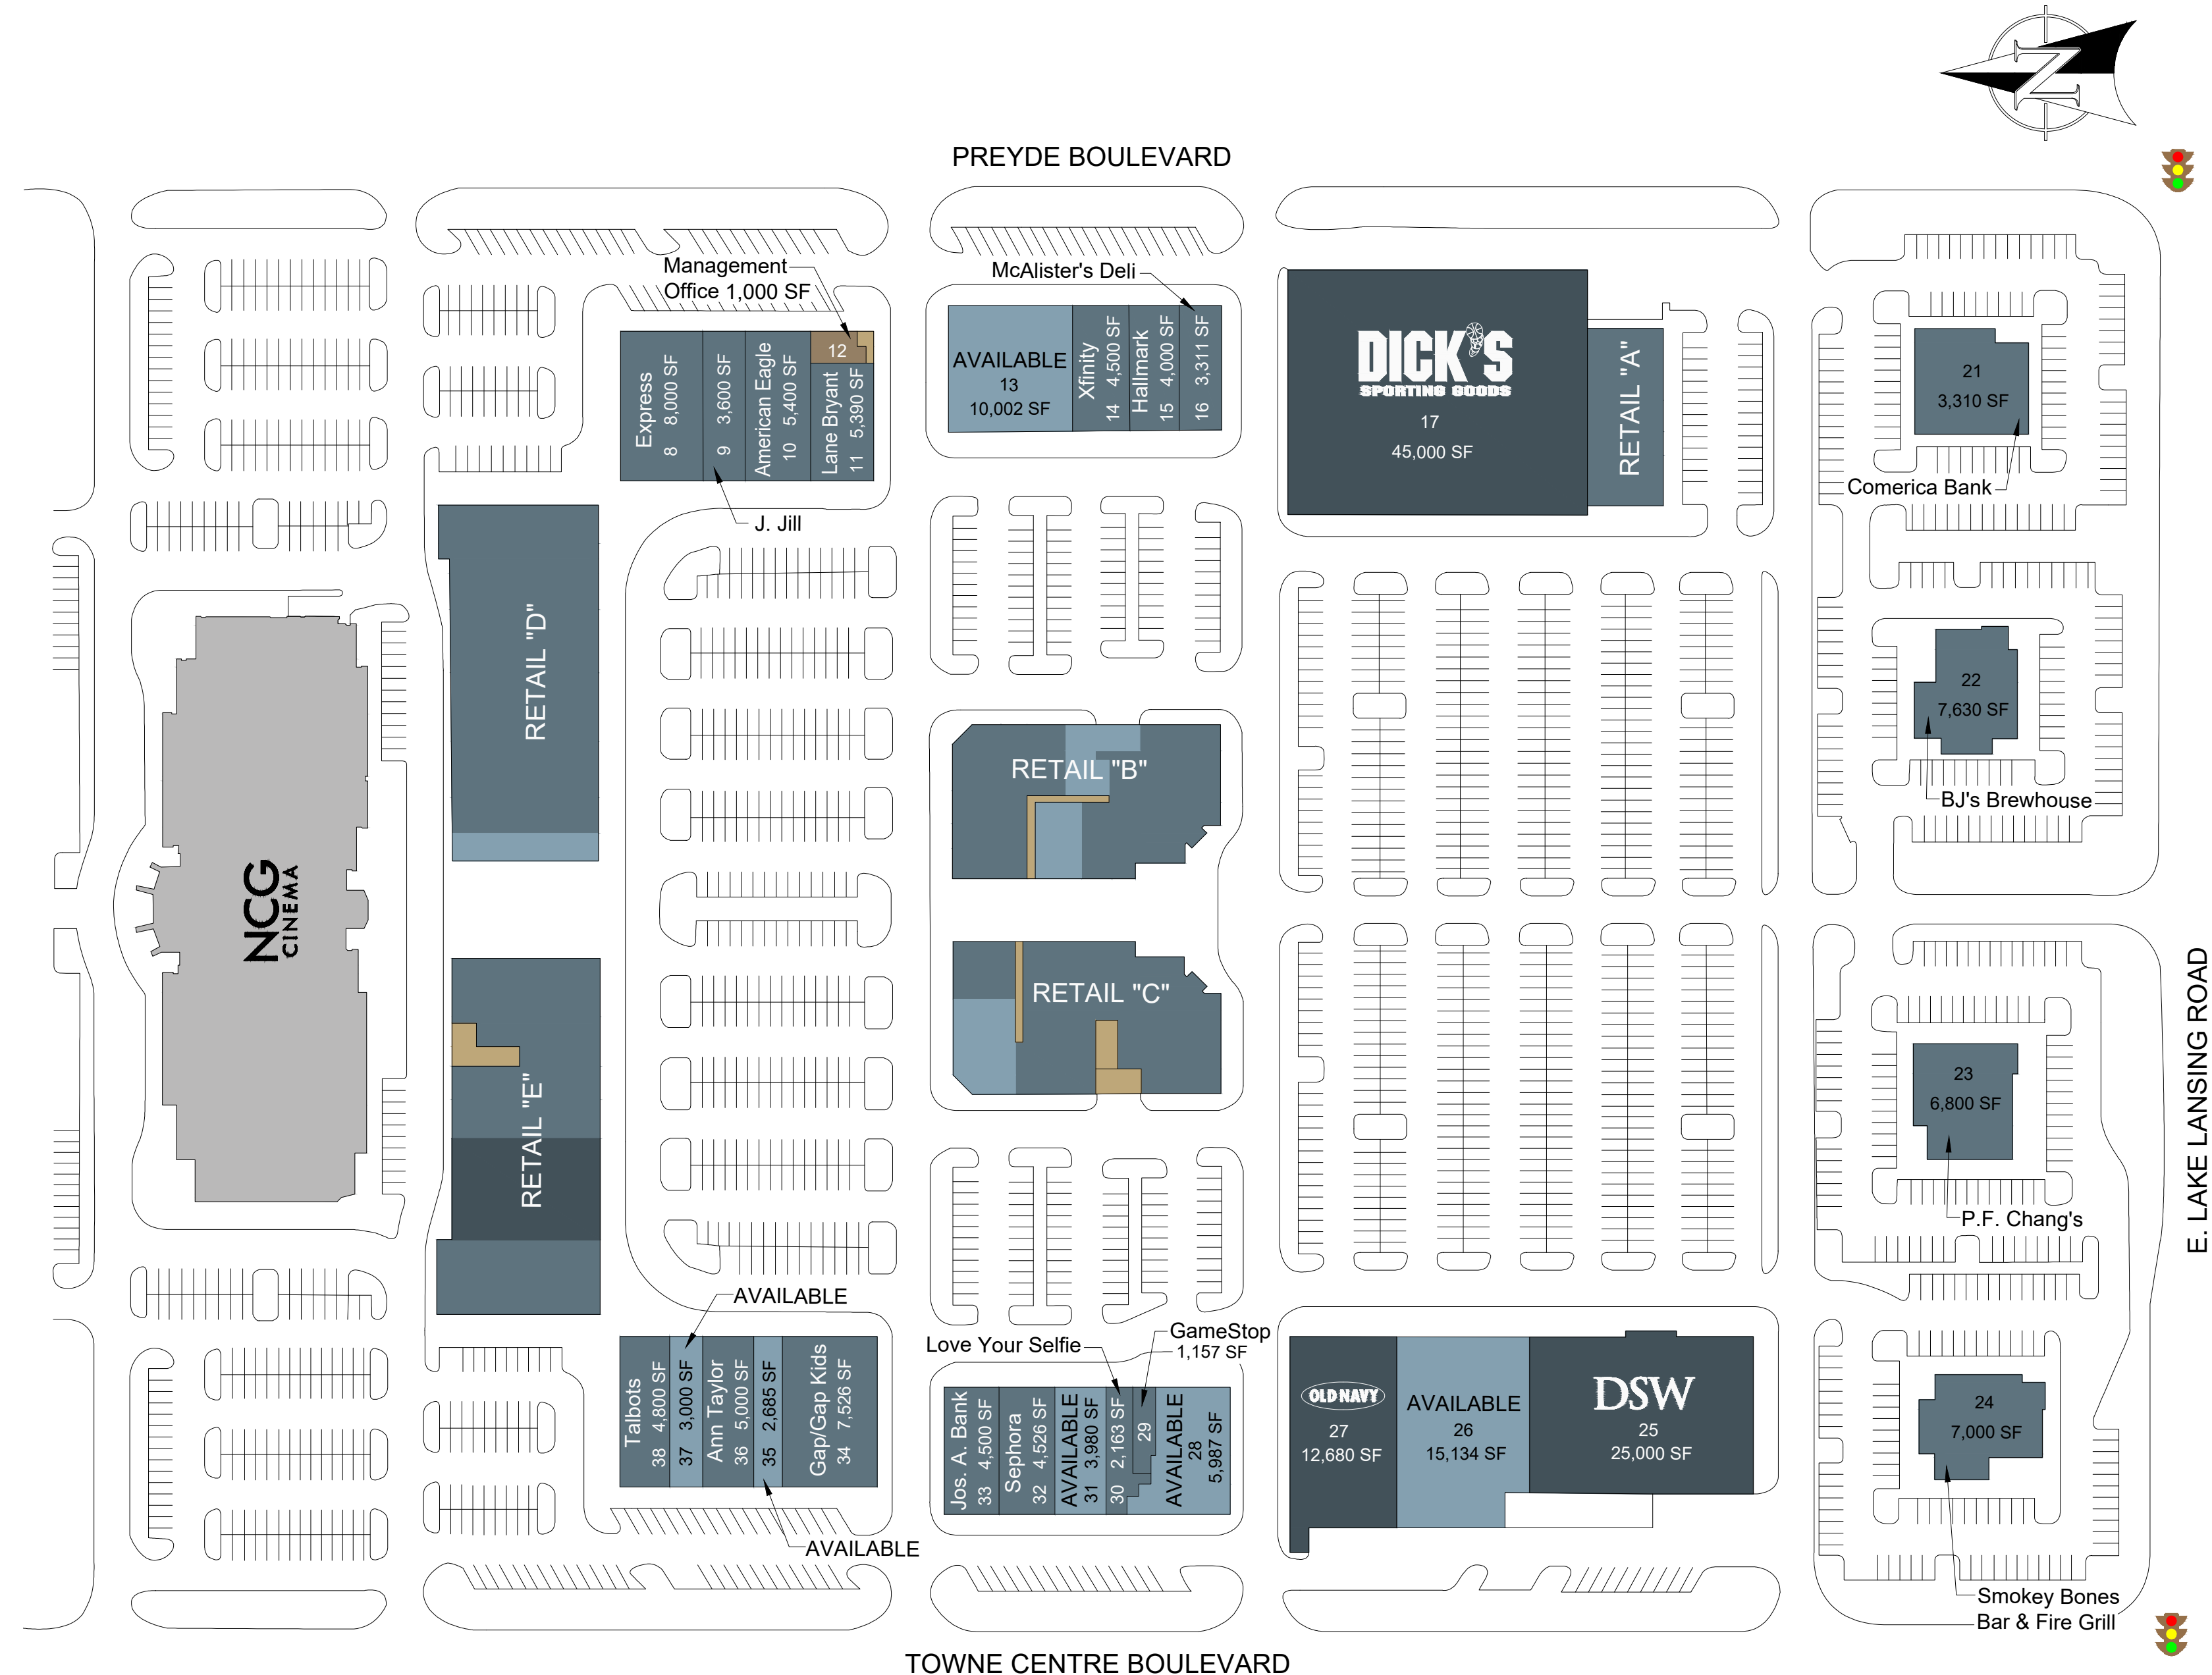 N
PREYDE BOULEVARD
Management
Office 1,000 SF
McAlister's Deli
Express
8 8,000 SF
9 3,600 SF
American Eagle
10 5,400 SF
12
Lane Bryant
11 5,390 SF
J. Jill
AVAILABLE
13
10,002 SF
Xfinity
14 4,500 SF
Hallmark
15 4,000 SF
16 3,311 SF
DICK'S
SPORTING GOODS
17
45,000 SF
RETAIL "A"
21
3,310 SF
Comerica Bank
22
7,630 SF
BJ's Brewhouse
RETAIL "D"
RETAIL "B"
NCG
CINEMA
RETAIL "C"
RETAIL "E"
23
6,800 SF
P.F. Chang's
E. LAKE LANSING ROAD
AVAILABLE
Talbots
38 4,800 SF
37 3,000 SF
Ann Taylor
36 5,000 SF
35 2,685 SF
Gap/Gap Kids
34 7,526 SF
AVAILABLE
Love Your Selfie
GameStop
1,157 SF
Jos. A. Bank
33 4,500 SF
Sephora
32 4,526 SF
AVAILABLE
31 3,980 SF
30 2,163 SF
29
AVAILABLE
28
5,987 SF
OLD NAVY
27
12,680 SF
AVAILABLE
26
15,134 SF
DSW
25
25,000 SF
24
7,000 SF
Smokey Bones
Bar & Fire Grill
TOWNE CENTRE BOULEVARD